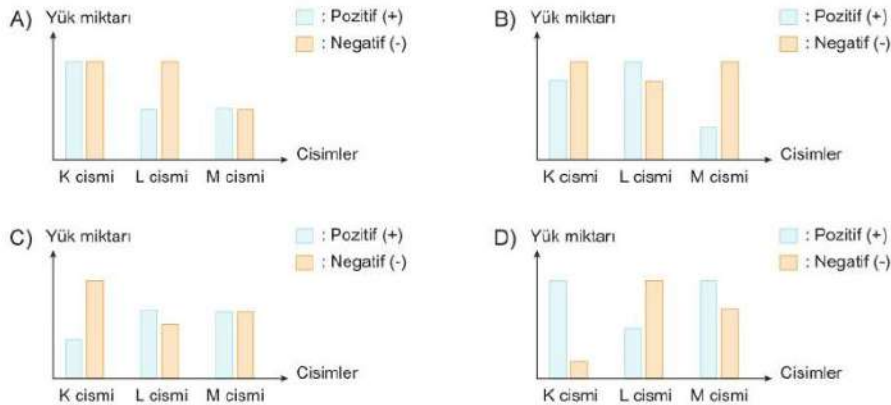 A) Yük miktarı
: Pozitif (+)
: Negatif (-)
Cisimler
K cismi L cismi M cismi
B) Yük miktarı
: Pozitif (+)
: Negatif (-)
Cisimler
K cismi L cismi M cismi
C) Yük miktarı
: Pozitif (+)
: Negatif (-)
Cisimler
K cismi L cismi M cismi
D) Yük miktarı
: Pozitif (+)
: Negatif (-)
Cisimler
K cismi L cismi M cismi